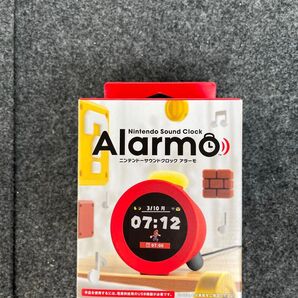 Nintendo Sound Clock
Alarmo
ニンテンドーサウンドクロック アラーモ
3/10 月
07:12
07:05